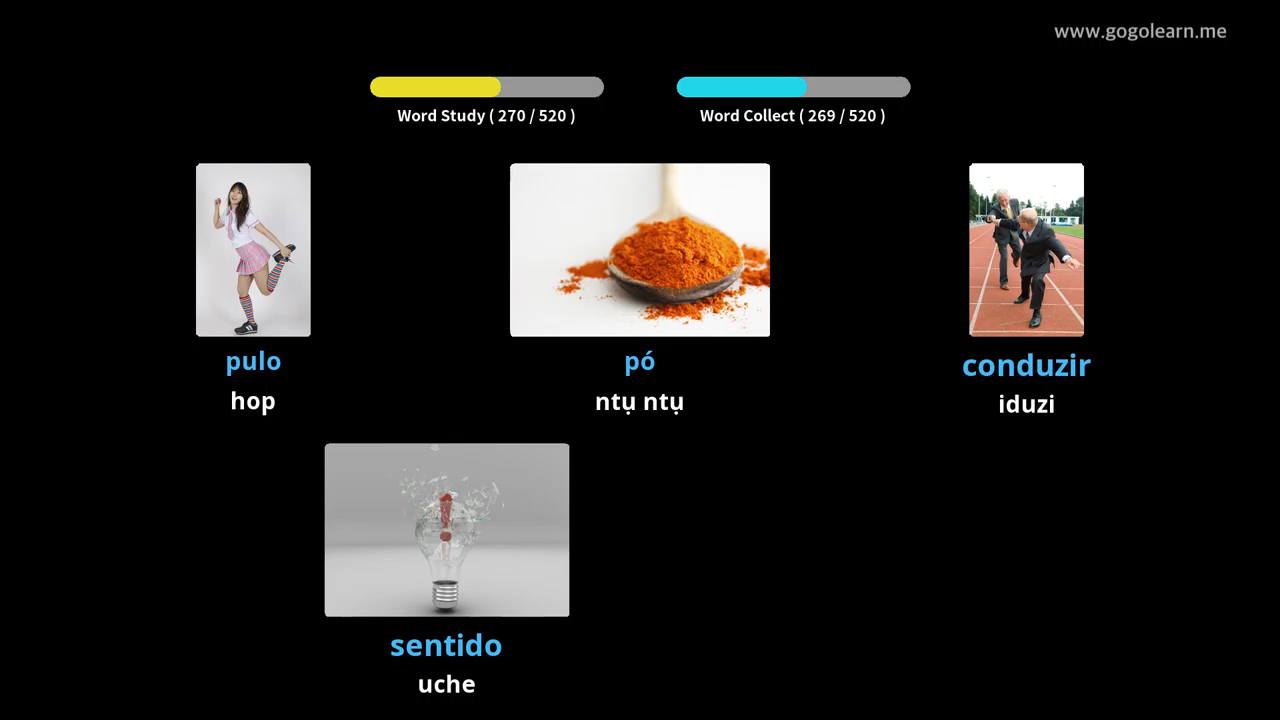 www.gogolearn.me
Word Study ( 270 / 520 )
Word Collect ( 269 / 520 )
pulo
hop
pó
ntụ ntụ
conduzir
iduzi
sentido
uche